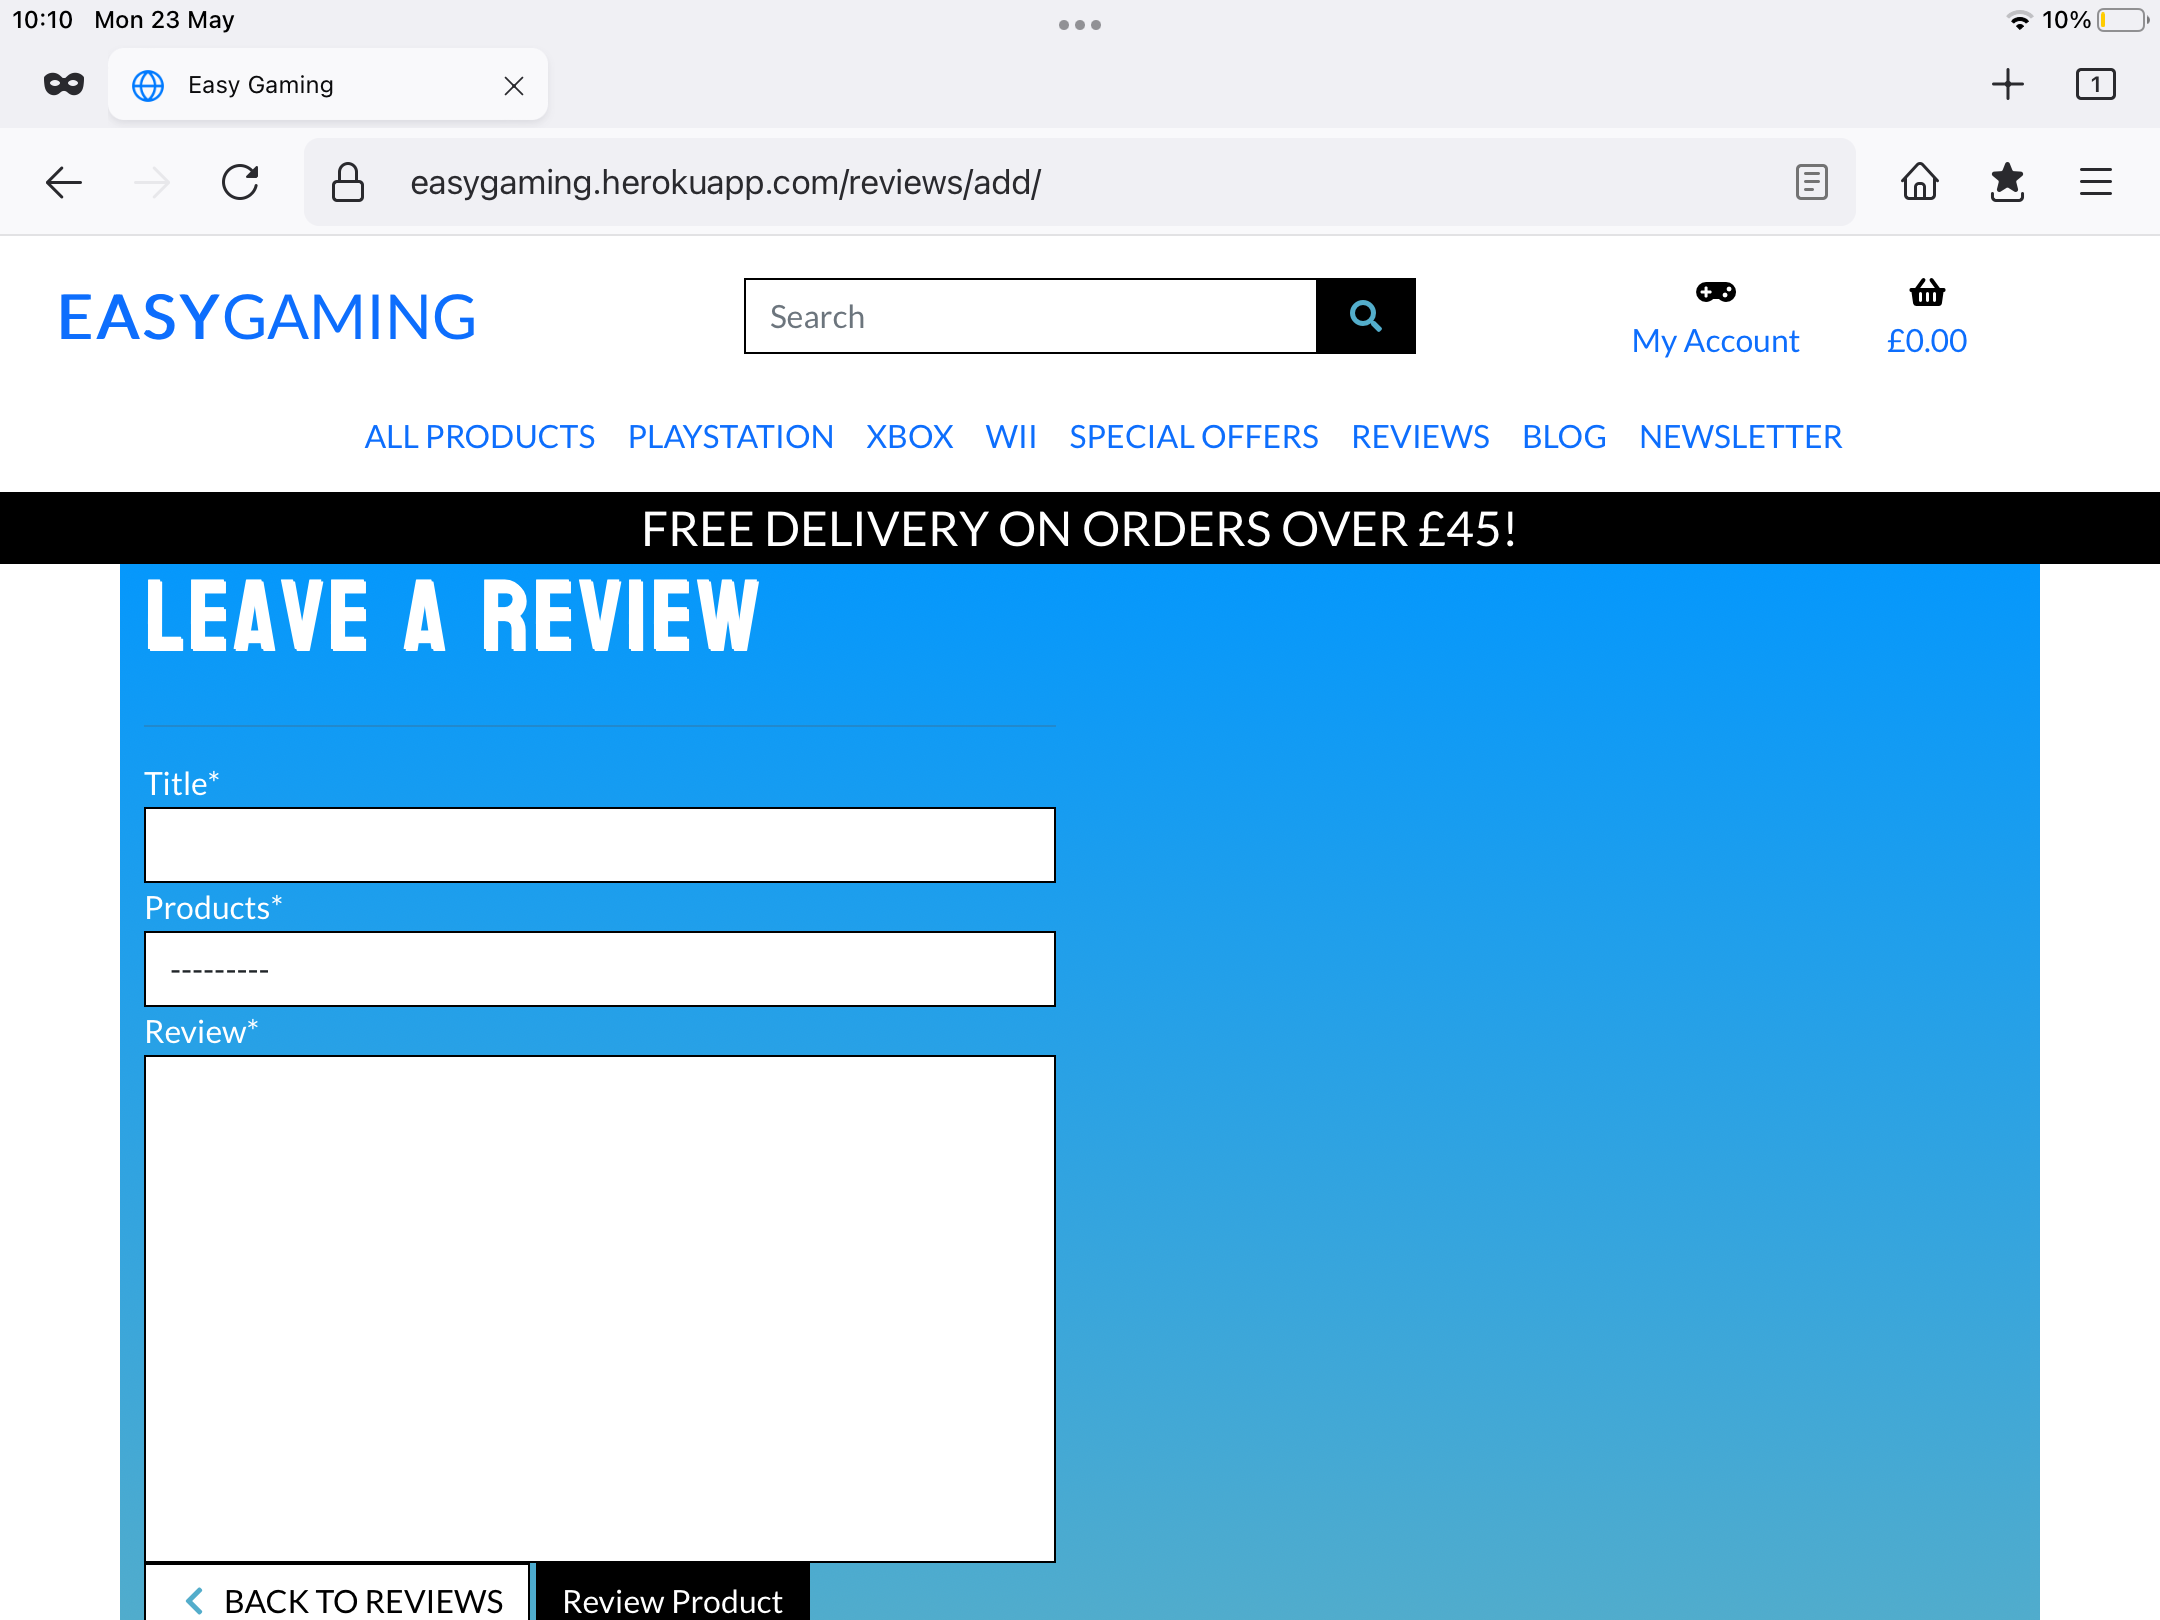 10:10 Mon 23 May
10%
Easy Gaming
1
easygaming.herokuapp.com/reviews/add/
EASYGAMING
Search
My Account
£0.00
ALL PRODUCTS PLAYSTATION XBOX WII SPECIAL OFFERS REVIEWS BLOG NEWSLETTER
FREE DELIVERY ON ORDERS OVER £45!
LEAVE A REVIEW
Title*
Products*
---------
Review*
BACK TO REVIEWS
Review Product